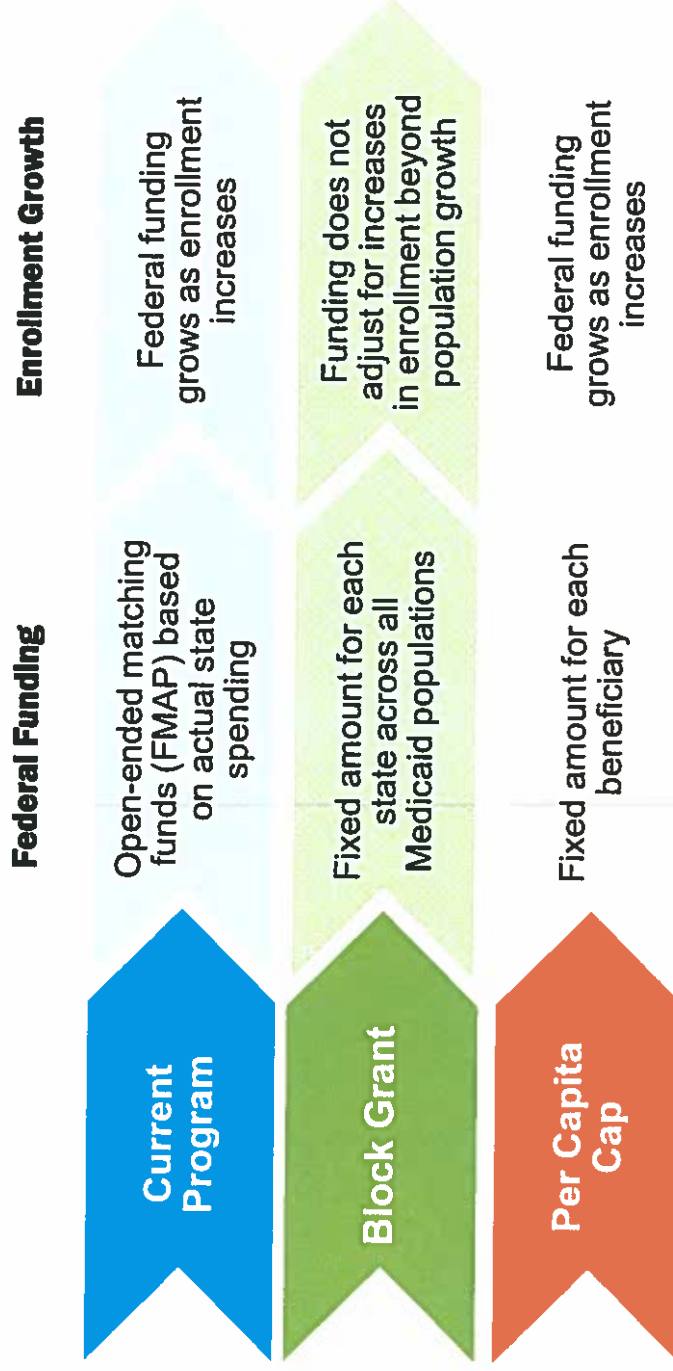 Federal Funding
Enrollment Growth
Current
Program
Open-ended matching
funds (FMAP) based
on actual state
spending
Federal funding
grows as enrollment
increases
Block Grant
Fixed amount for each
state across all
Medicaid populations
Funding does not
adjust for increases
in enrollment beyond
population growth
Per Capita
Cap
Fixed amount for each
beneficiary
Federal funding
grows as enrollment
increases